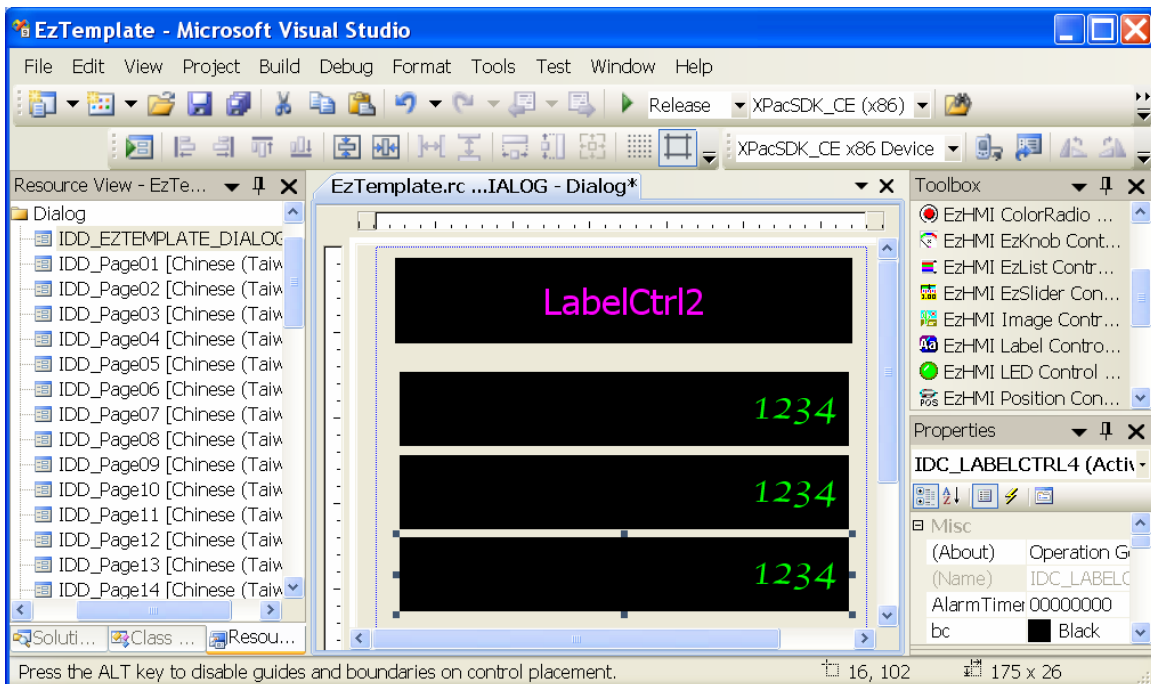 EzTemplate - Microsoft Visual Studio
File Edit View Project Build Debug Format Tools Test Window Help
Release XPacSDK_CE (x86)
XPacSDK_CE x86 Device
Resource View - EzTe...
Dialog
IDD_EZTEMPLATE_DIALOG
IDD_Page01 [Chinese (Taiw
IDD_Page02 [Chinese (Taiw
IDD_Page03 [Chinese (Taiw
IDD_Page04 [Chinese (Taiw
IDD_Page05 [Chinese (Taiw
IDD_Page06 [Chinese (Taiw
IDD_Page07 [Chinese (Taiw
IDD_Page08 [Chinese (Taiw
IDD_Page09 [Chinese (Taiw
IDD_Page10 [Chinese (Taiw
IDD_Page11 [Chinese (Taiw
IDD_Page12 [Chinese (Taiw
IDD_Page13 [Chinese (Taiw
IDD_Page14 [Chinese (Taiw
Soluti... Class ... Resou...
EzTemplate.rc ...IALOG - Dialog*
LabelCtrl2
1234
1234
1234
Toolbox
EzHMI ColorRadio ...
EzHMI EzKnob Cont...
EzHMI EzList Contr...
EzHMI EzSlider Con...
EzHMI Image Contr...
EzHMI Label Contro...
EzHMI LED Control ...
EzHMI Position Con...
Properties
IDC_LABELCTRL4 (Activ
Misc
(About) Operation G
(Name) IDC_LABELC
AlarmTimer 00000000
bc Black
Press the ALT key to disable guides and boundaries on control placement. 16, 102 175 x 26